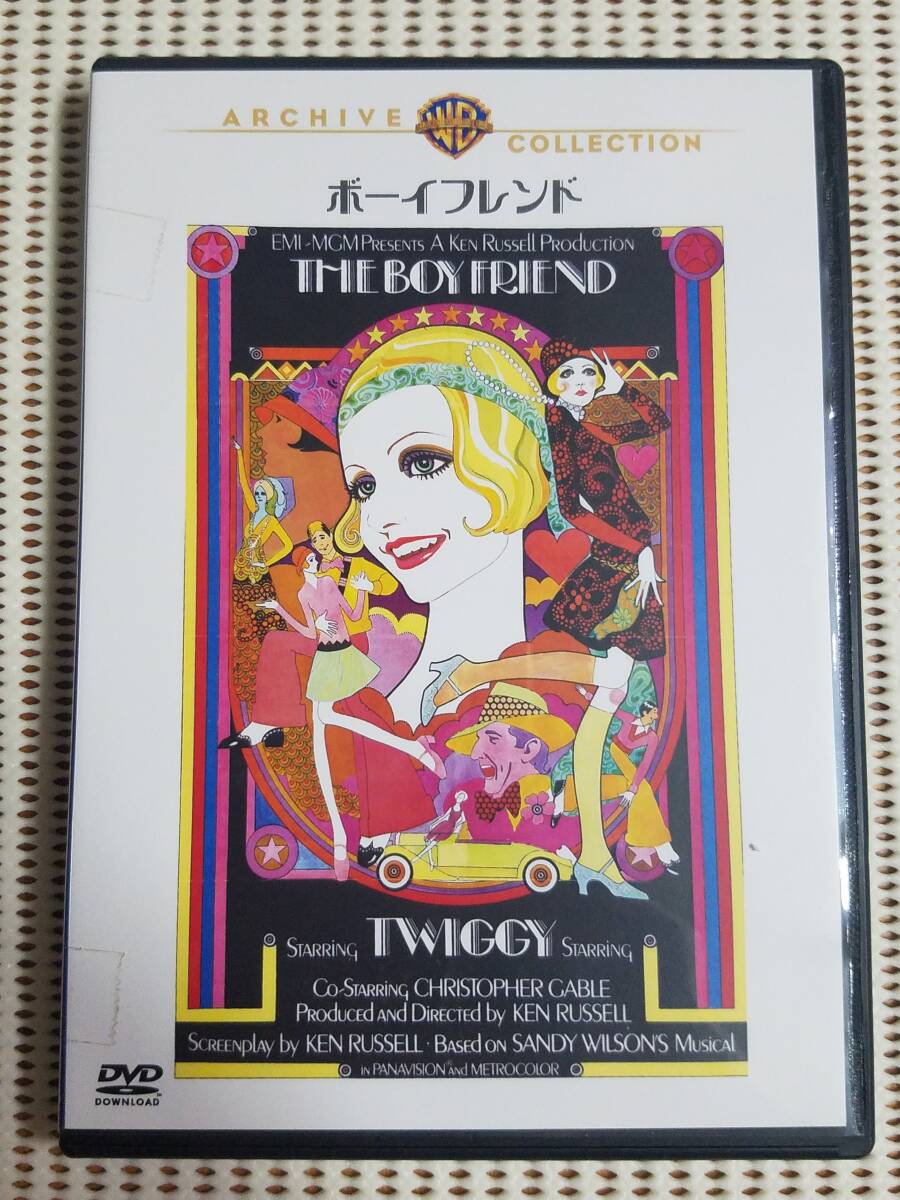 ARCHIVE WB COLLECTION
ボーイフレンド
EMI-MGM PRESENTS A KEN RUSSELL PRODUCTION
THE BOY FRIEND
STARRING TWIGGY STARRING
CO-STARRING CHRISTOPHER GABLE
PRODUCED AND DIRECTED BY KEN RUSSELL
SCREENPLAY BY KEN RUSSELL · BASED ON SANDY WILSON'S MUSICAL
IN PANAVISION® AND METROCOLOR
DVD
DOWNLOAD